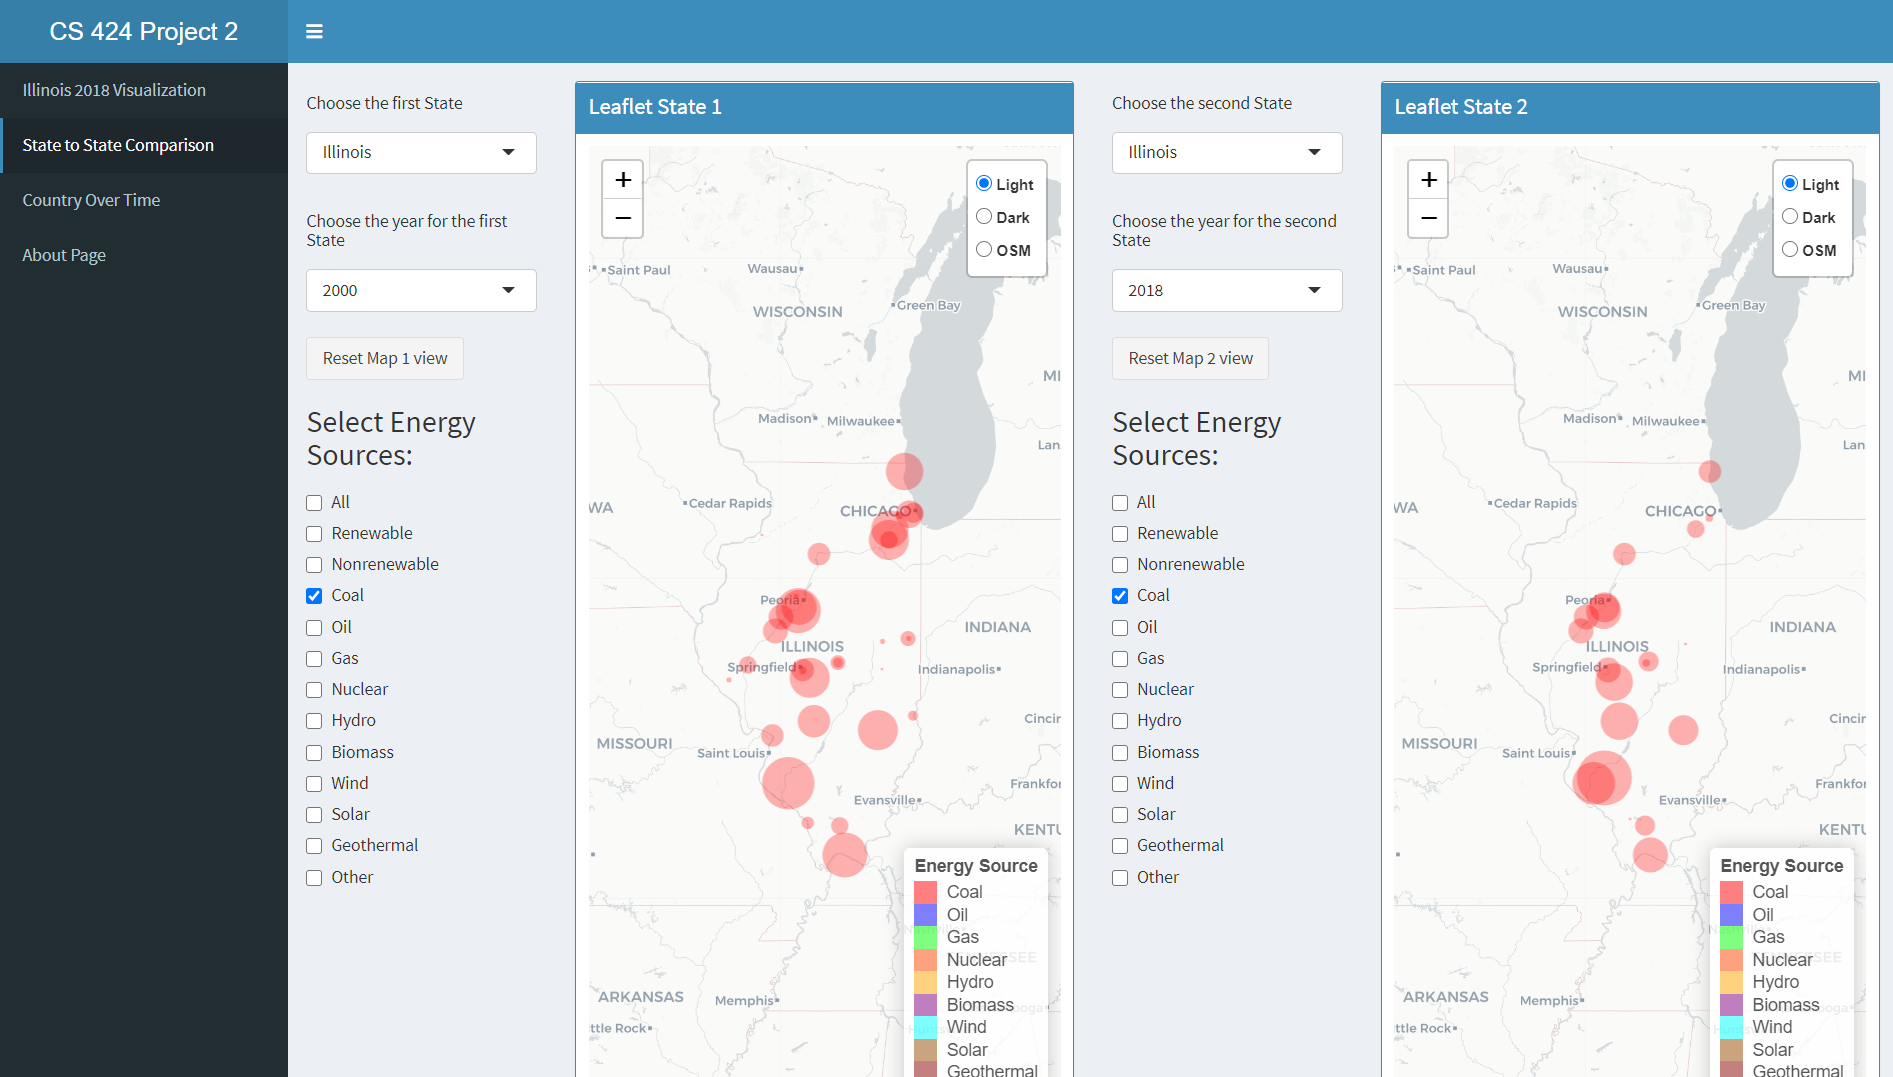 CS 424 Project 2
Illinois 2018 Visualization
State to State Comparison
Country Over Time
About Page
Choose the first State
Illinois
Choose the year for the first
State
2000
Reset Map 1 view
Select Energy
Sources:
All
Renewable
Nonrenewable
Coal
Oil
Gas
Nuclear
Hydro
Biomass
Wind
Solar
Geothermal
Other
Leaflet State 1
+
−
Light
Dark
OSM
Saint Paul
Wausau
Green Bay
WISCONSIN
MI
Madison
Milwaukee
Lan
WA
Cedar Rapids
CHICAGO
Peoria
ILLINOIS
INDIANA
Springfield
Indianapolis
Cincir
MISSOURI
Saint Louis
Frankfor
Evansville
KENTU
ARKANSAS
Memphis
ttle Rock
Energy Source
Coal
Oil
Gas
Nuclear
Hydro
Biomass
Wind
Solar
Geothermal
Choose the second State
Illinois
Choose the year for the second
State
2018
Reset Map 2 view
Select Energy
Sources:
All
Renewable
Nonrenewable
Coal
Oil
Gas
Nuclear
Hydro
Biomass
Wind
Solar
Geothermal
Other
Leaflet State 2
+
−
Light
Dark
OSM
Saint Paul
Wausau
Green Bay
WISCONSIN
MI
Madison
Milwaukee
Lan
WA
Cedar Rapids
CHICAGO
Peoria
ILLINOIS
INDIANA
Springfield
Indianapolis
Cincir
MISSOURI
Saint Louis
Frankfor
Evansville
KENTU
ARKANSAS
Memphis
ttle Rock
Energy Source
Coal
Oil
Gas
Nuclear
Hydro
Biomass
Wind
Solar
Geothermal